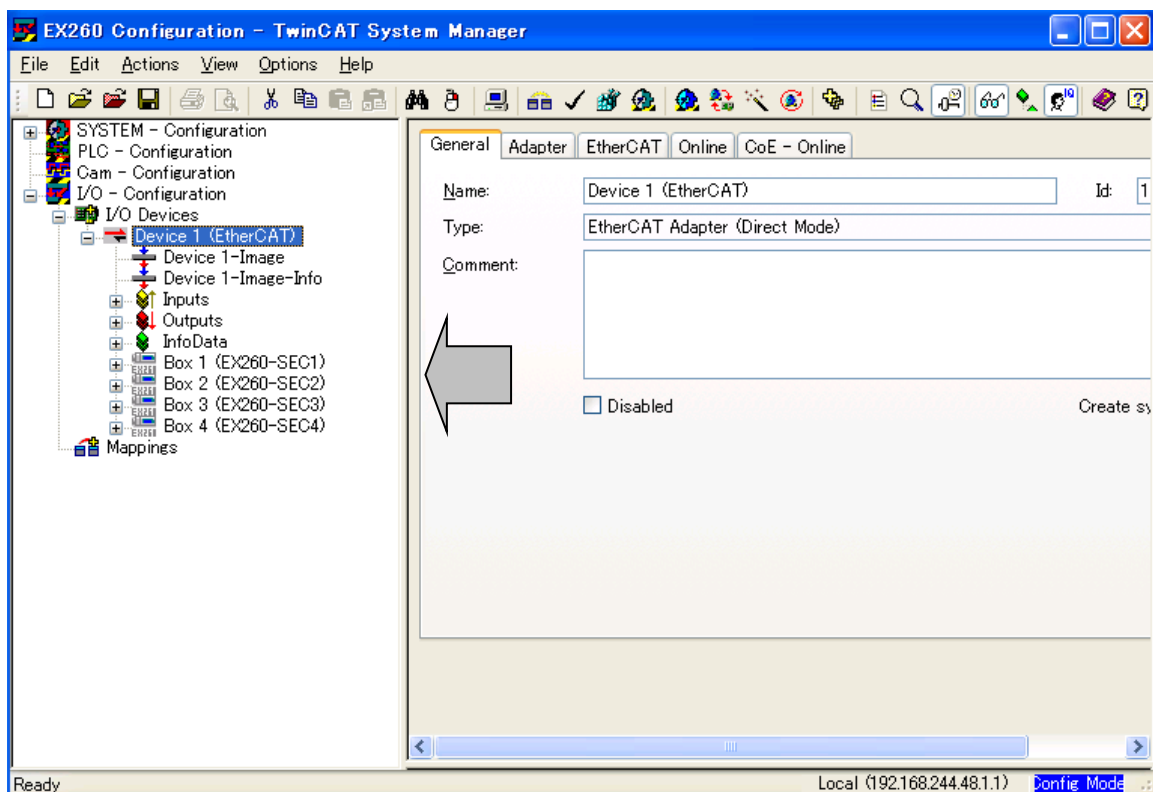 EX260 Configuration - TwinCAT System Manager
File Edit Actions View Options Help
SYSTEM - Configuration
PLC - Configuration
Cam - Configuration
I/O - Configuration
I/O Devices
Device 1 (EtherCAT)
Device 1-Image
Device 1-Image-Info
Inputs
Outputs
InfoData
Box 1 (EX260-SEC1)
Box 2 (EX260-SEC2)
Box 3 (EX260-SEC3)
Box 4 (EX260-SEC4)
Mappings
General Adapter EtherCAT Online CoE - Online
Name: Device 1 (EtherCAT) Id: 1
Type: EtherCAT Adapter (Direct Mode)
Comment:
Disabled Create sy
Ready Local (192.168.244.48.1.1) Config Mode